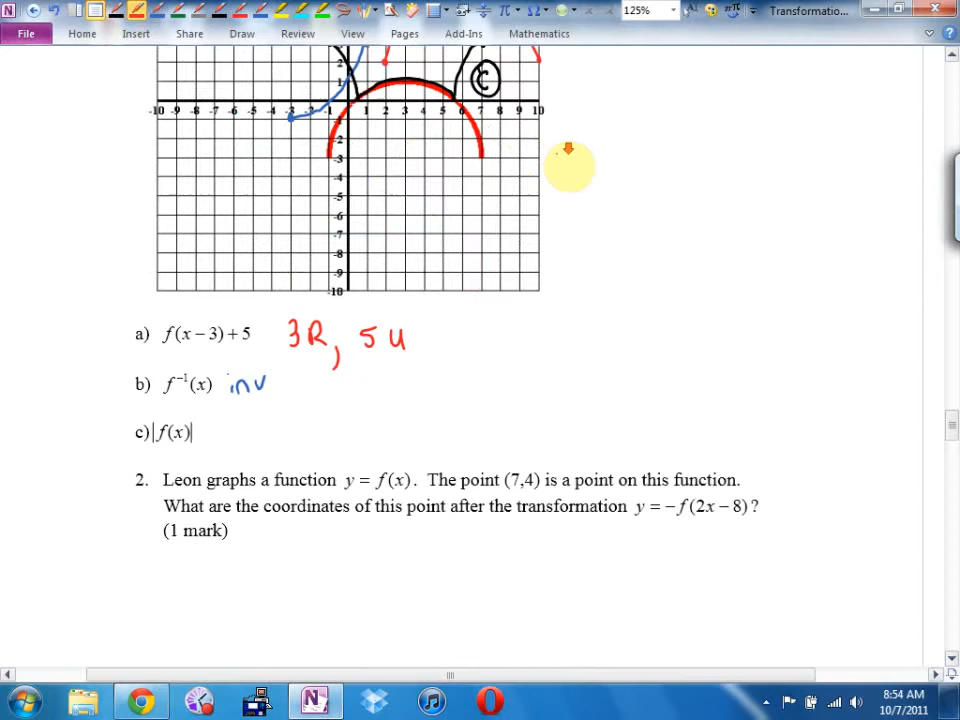 125% Transformatio...
File Home Insert Share Draw Review Pages View Add-Ins Mathematics
2
C
-10 -9 -8 -7 -6 -5 -4 -3 -2 -1 0 1 2 3 4 5 6 7 8 9 10
-1
-2
-3
-4
-5
-6
-7
-8
-9
-10
a) f(x − 3) + 5 3R, 5U
b) f⁻¹(x) inv
c) |f(x)|
2. Leon graphs a function y = f(x). The point (7,4) is a point on this function.
What are the coordinates of this point after the transformation y = −f(2x − 8)?
(1 mark)
8:54 AM
10/7/2011